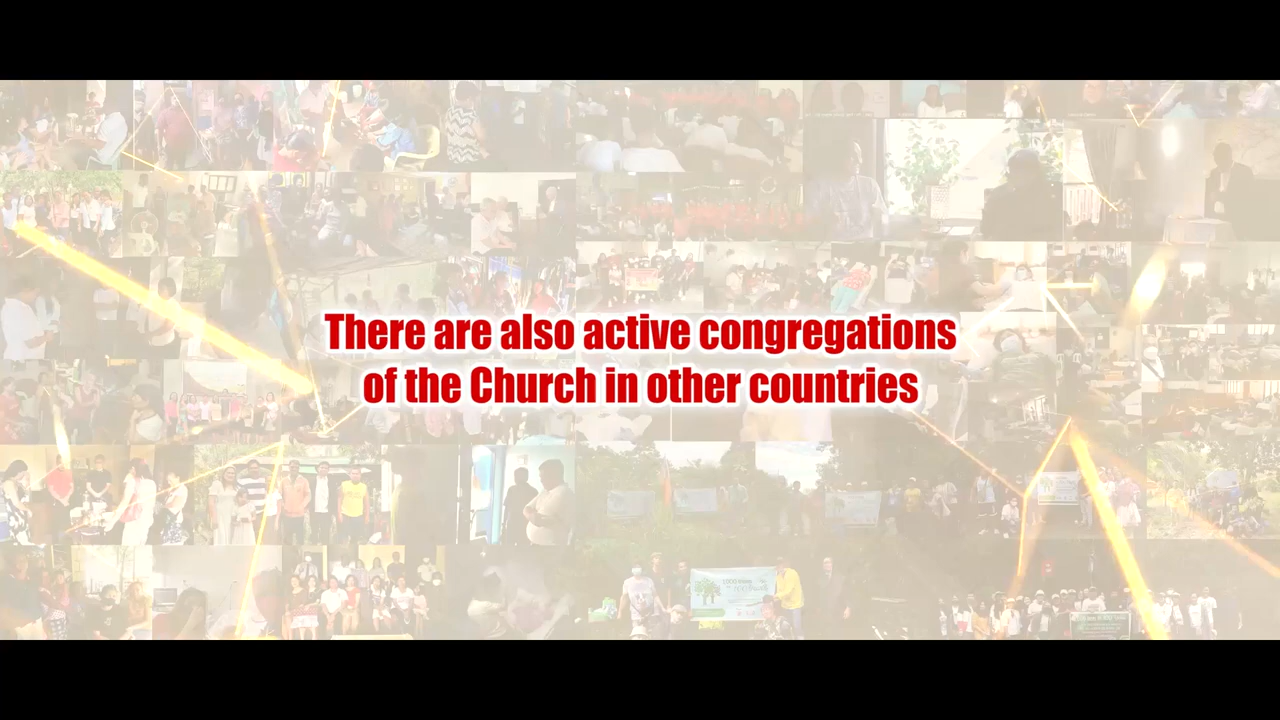 There are also active congregations
of the Church in other countries